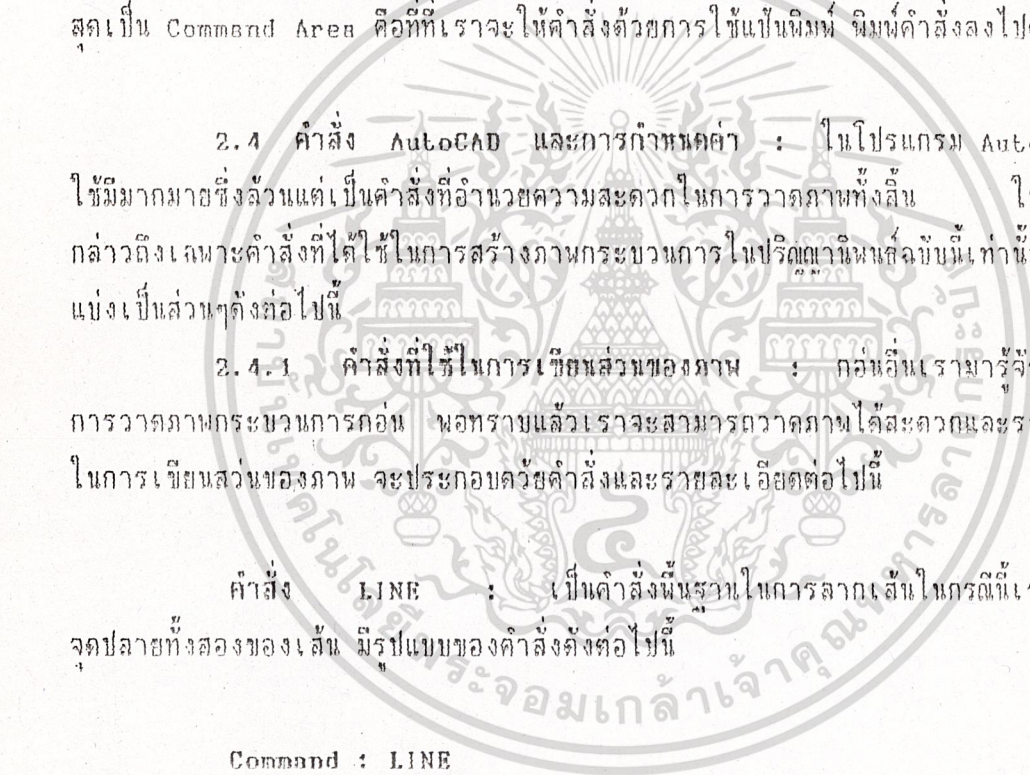 สุดเป็น Command Area คือที่ที่เราจะให้คำสั่งด้วยการใช้แป้นพิมพ์ พิมพ์คำสั่งลงไป
2.4 คำสั่ง AutoCAD และการกำหนดค่า : ในโปรแกรม Auto
ใช้มีมากมายซึ่งล้วนแต่เป็นคำสั่งที่อำนวยความสะดวกในการวาดภาพทั้งสิ้น ใ
กล่าวถึงเฉพาะคำสั่งที่ได้ใช้ในการสร้างภาพกระบวนการในปริญญานิพนธ์ฉบับนี้เท่านั้น
แบ่งเป็นส่วนๆดังต่อไปนี้
2.4.1 คำสั่งที่ใช้ในการเขียนส่วนของภาพ : ก่อนอื่นเรามารู้จั
การวาดภาพกระบวนการก่อน พอทราบแล้วเราจะสามารถวาดภาพได้สะดวกและร
ในการเขียนส่วนของภาพ จะประกอบด้วยคำสั่งและรายละเอียดต่อไปนี้
คำสั่ง LINE : เป็นคำสั่งพื้นฐานในการลากเส้นในกรณีนี้เ
จุดปลายทั้งสองของเส้น มีรูปแบบของคำสั่งดังต่อไปนี้
Command : LINE